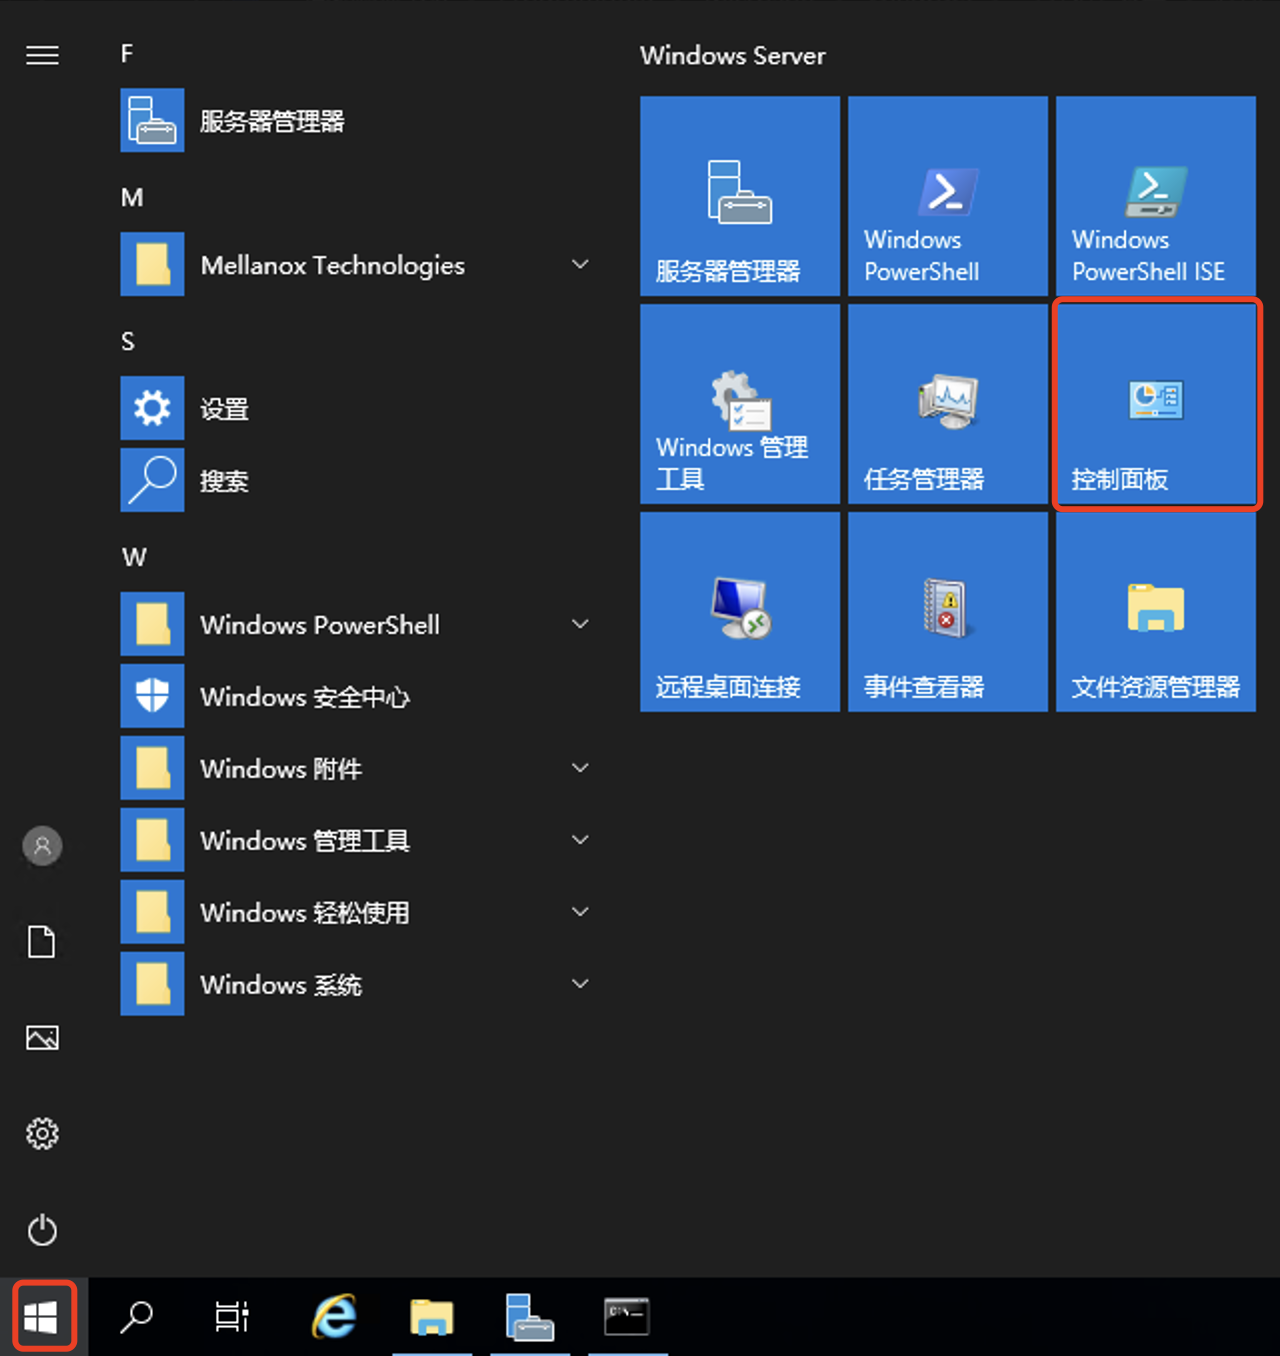 F
服务器管理器
M
Mellanox Technologies
S
设置
搜索
W
Windows PowerShell
Windows 安全中心
Windows 附件
Windows 管理工具
Windows 轻松使用
Windows 系统
Windows Server
服务器管理器
Windows
PowerShell
Windows
PowerShell ISE
Windows 管理
工具
任务管理器
控制面板
远程桌面连接
事件查看器
文件资源管理器